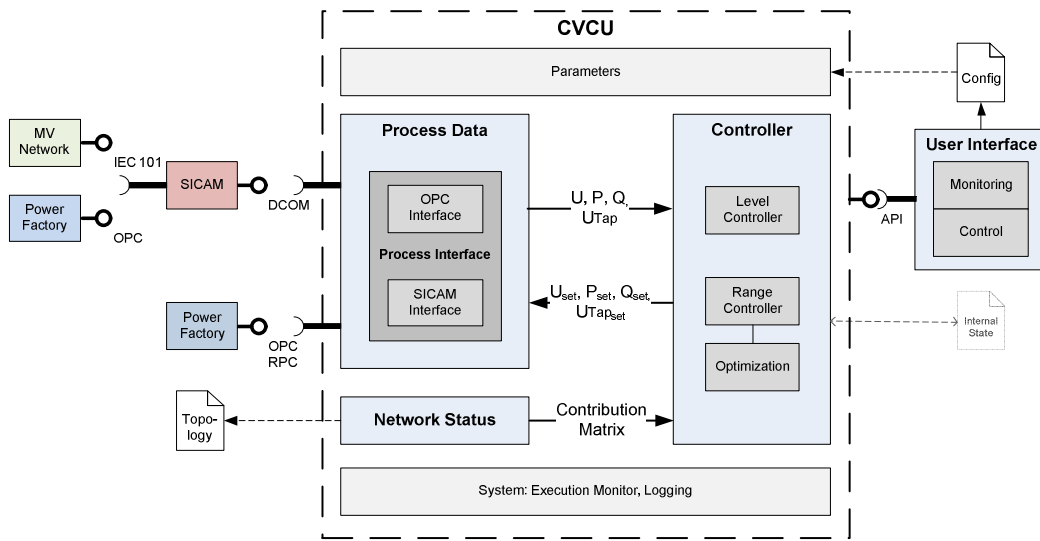 CVCU
Parameters
Config
MV
Network
IEC 101
SICAM
DCOM
Power
Factory
OPC
Process Data
OPC
Interface
Process Interface
SICAM
Interface
U, P, Q,
UTap
Uset, Pset, Qset,
UTapset
Controller
Level
Controller
Range
Controller
Optimization
API
User Interface
Monitoring
Control
Internal
State
Power
Factory
OPC
RPC
Topo-
logy
Network Status
Contribution
Matrix
System: Execution Monitor, Logging